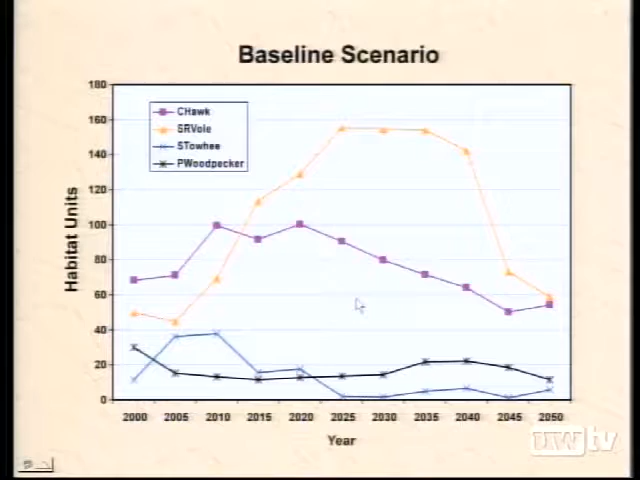 Baseline Scenario
180
160
140
120
100
80
60
40
20
0
Habitat Units
CHawk
SRVole
STowhee
PWoodpecker
2000 2005 2010 2015 2020 2025 2030 2035 2040 2045 2050
Year
UWtv